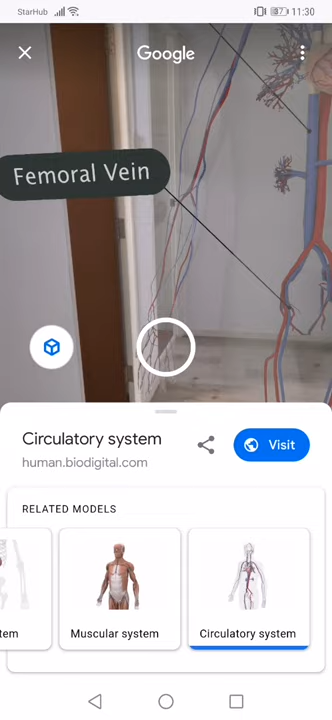 StarHub
87
11:30
Google
Femoral Vein
Circulatory system
human.biodigital.com
Visit
RELATED MODELS
tem
Muscular system
Circulatory system